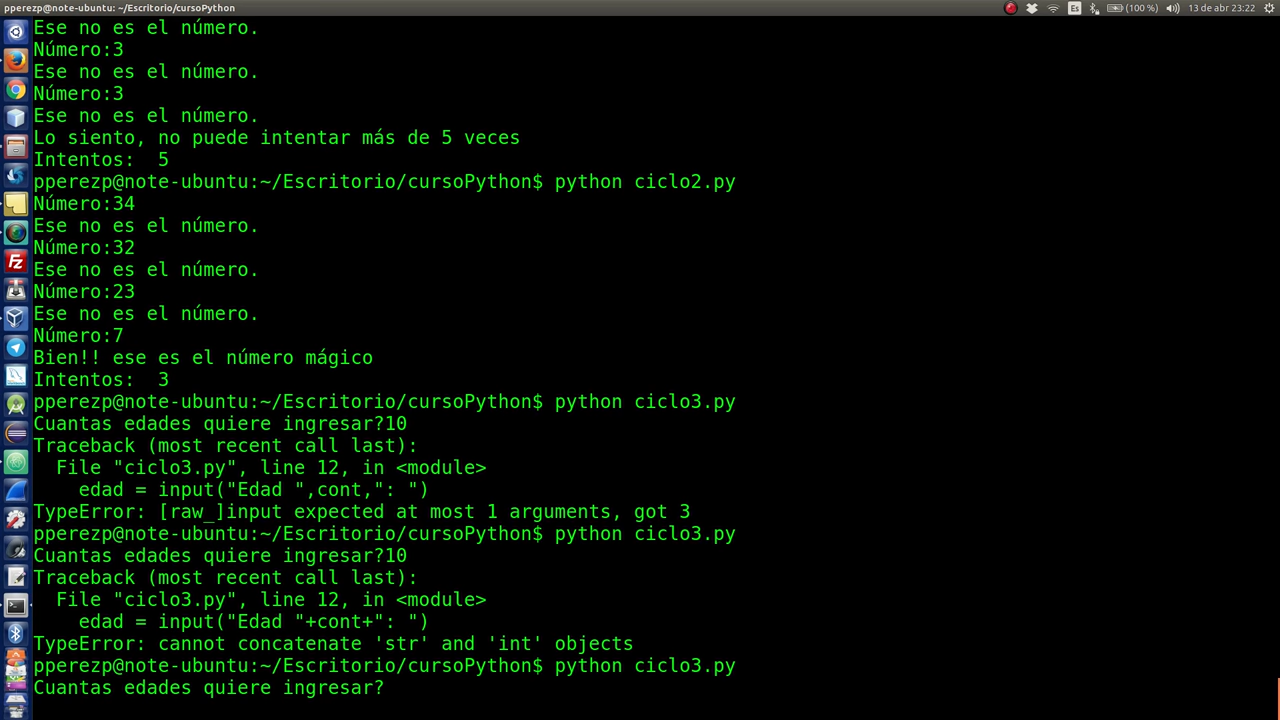 pperezp@note-ubuntu: ~/Escritorio/cursoPython
Es
(100 %)
13 de abr 23:22
Ese no es el número.
Número:3
Ese no es el número.
Número:3
Ese no es el número.
Lo siento, no puede intentar más de 5 veces
Intentos:  5
pperezp@note-ubuntu:~/Escritorio/cursoPython$ python ciclo2.py
Número:34
Ese no es el número.
Número:32
Ese no es el número.
Número:23
Ese no es el número.
Número:7
Bien!! ese es el número mágico
Intentos:  3
pperezp@note-ubuntu:~/Escritorio/cursoPython$ python ciclo3.py
Cuantas edades quiere ingresar?10
Traceback (most recent call last):
  File "ciclo3.py", line 12, in <module>
    edad = input("Edad ",cont,": ")
TypeError: [raw_]input expected at most 1 arguments, got 3
pperezp@note-ubuntu:~/Escritorio/cursoPython$ python ciclo3.py
Cuantas edades quiere ingresar?10
Traceback (most recent call last):
  File "ciclo3.py", line 12, in <module>
    edad = input("Edad "+cont+": ")
TypeError: cannot concatenate 'str' and 'int' objects
pperezp@note-ubuntu:~/Escritorio/cursoPython$ python ciclo3.py
Cuantas edades quiere ingresar?